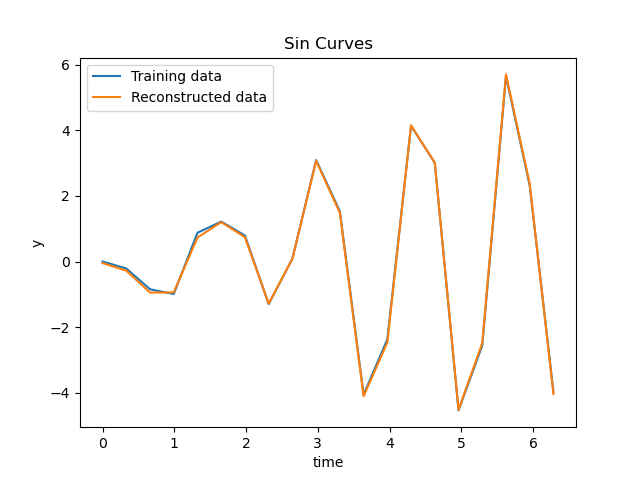 Sin Curves
Training data
Reconstructed data
y
6
4
2
0
−2
−4
0 1 2 3 4 5 6
time